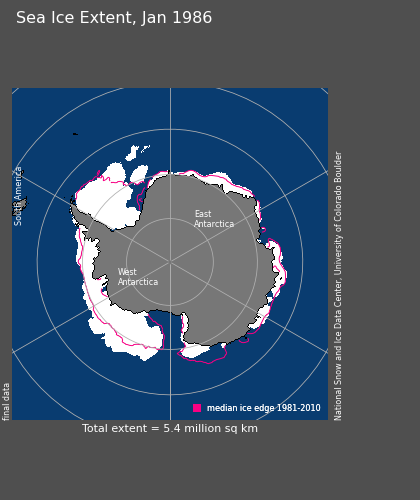 Sea Ice Extent, Jan 1986
South America
East
Antarctica
West
Antarctica
National Snow and Ice Data Center, University of Colorado Boulder
final data
median ice edge 1981-2010
Total extent = 5.4 million sq km